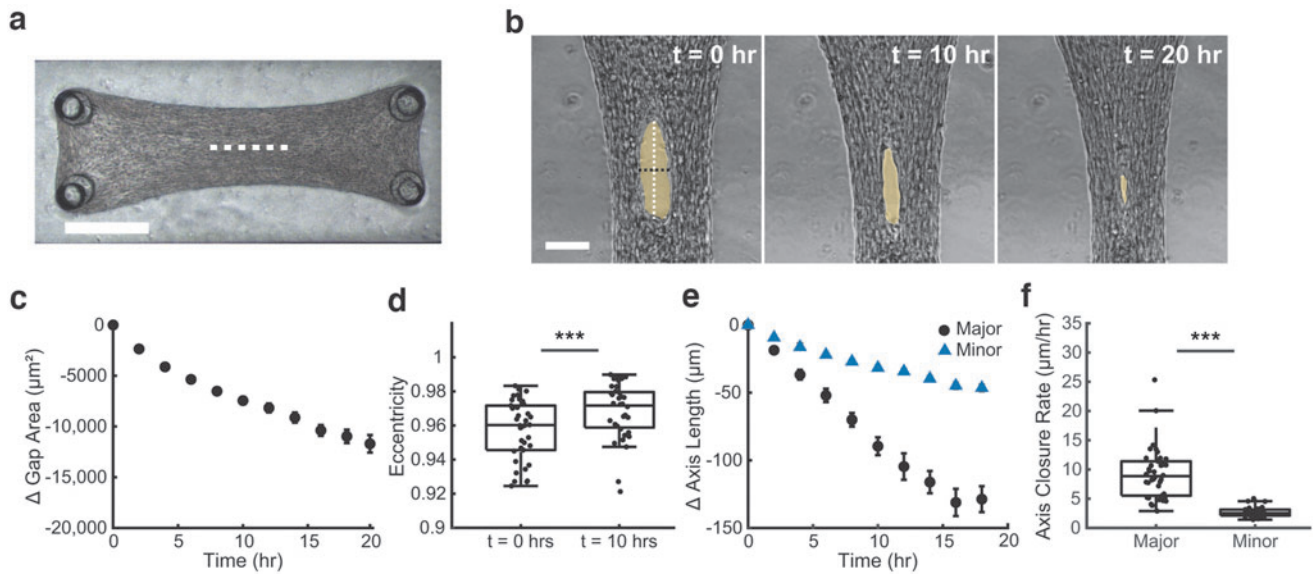 a
b
t = 0 hr
t = 10 hr
t = 20 hr
c
0
-5000
-10,000
-15,000
-20,000
Δ Gap Area (µm²)
0
5
10
15
20
Time (hr)
d
1
0.98
0.96
0.94
0.92
0.9
Eccentricity
***
t = 0 hrs
t = 10 hrs
e
0
-50
-100
-150
Δ Axis Length (µm)
Major
Minor
0
5
10
15
20
Time (hr)
f
35
30
25
20
15
10
5
0
Axis Closure Rate (µm/hr)
***
Major
Minor